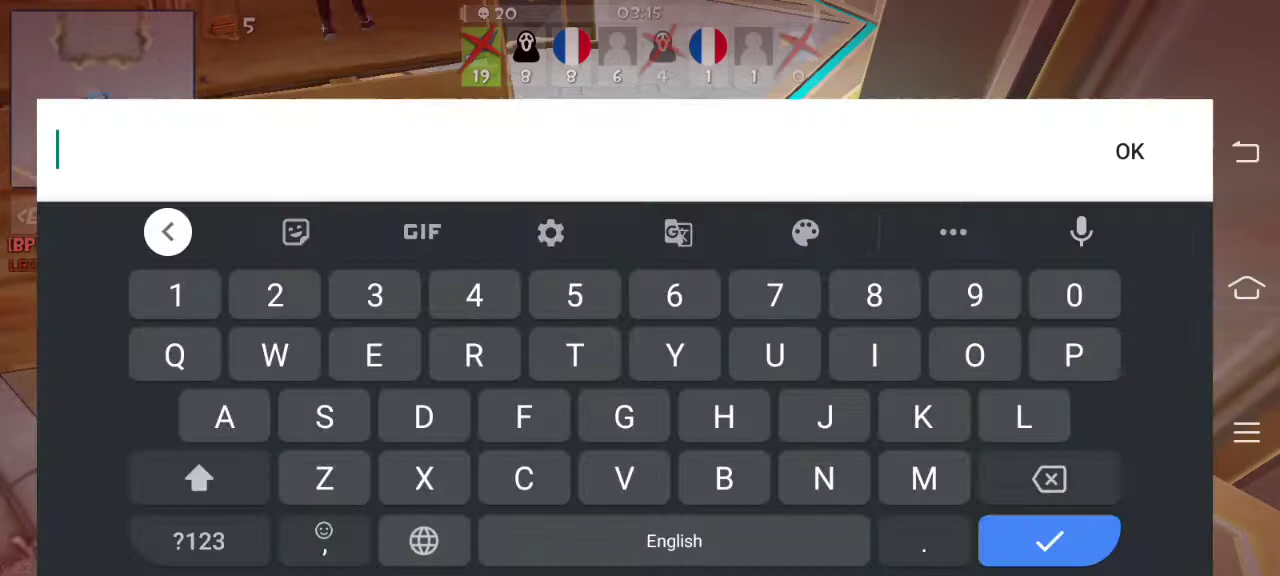 20 03:15
5
19 8 8 6 4 1 1 0
OK
GIF
1 2 3 4 5 6 7 8 9 0
Q W E R T Y U I O P
A S D F G H J K L
Z X C V B N M
?123 , English .